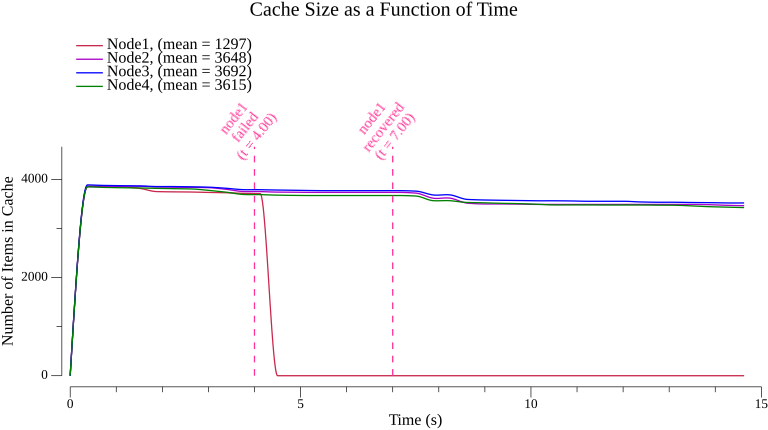 Cache Size as a Function of Time
Node1, (mean = 1297)
Node2, (mean = 3648)
Node3, (mean = 3692)
Node4, (mean = 3615)
node1
failed
(t = 4.00)
node1
recovered
(t = 7.00)
Number of Items in Cache
4000
2000
0
0
5
10
15
Time (s)